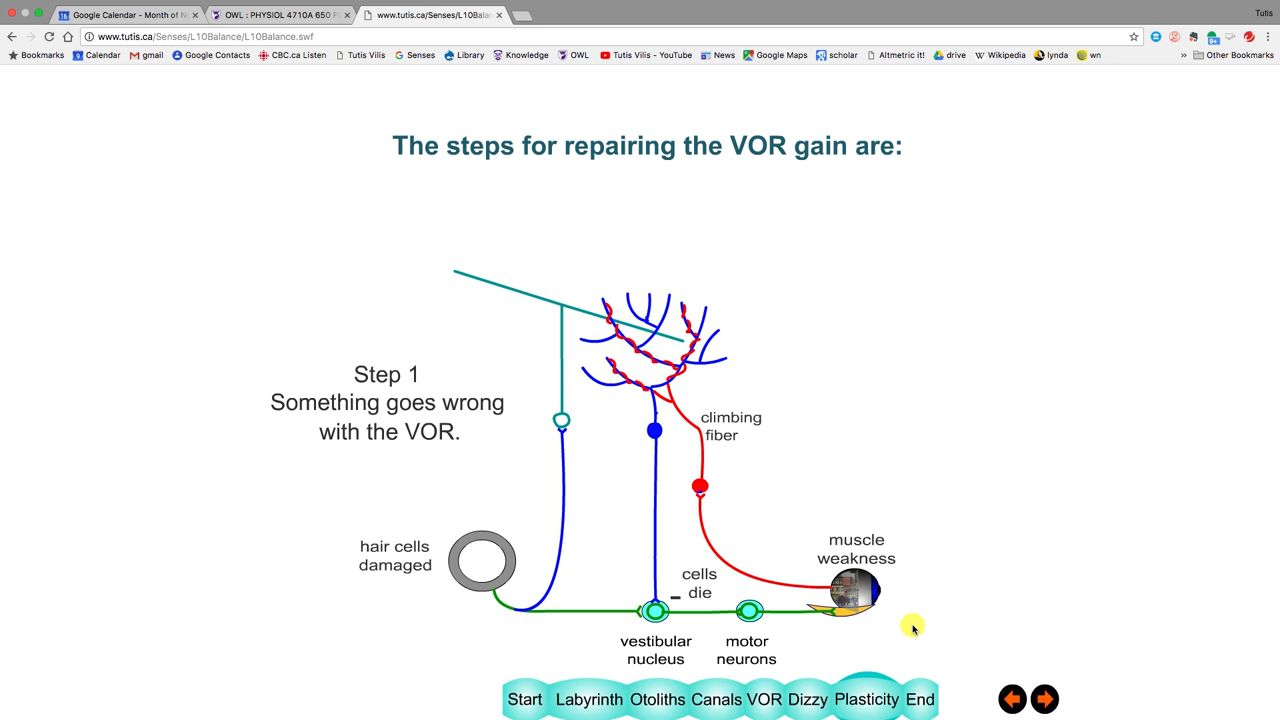 Google Calendar - Month of N
OWL : PHYSIOL 4710A 650 F
www.tutis.ca/Senses/L10Bala
Tutis
www.tutis.ca/Senses/L10Balance/L10Balance.swf
Bookmarks Calendar gmail Google Contacts CBC.ca Listen Tutis Vilis Senses Library Knowledge OWL Tutis Vilis - YouTube News Google Maps scholar Altmetric it! drive Wikipedia lynda wn » Other Bookmarks
The steps for repairing the VOR gain are:
Step 1
Something goes wrong
with the VOR.
climbing
fiber
hair cells
damaged
muscle
weakness
cells
die
vestibular
nucleus
motor
neurons
Start Labyrinth Otoliths Canals VOR Dizzy Plasticity End